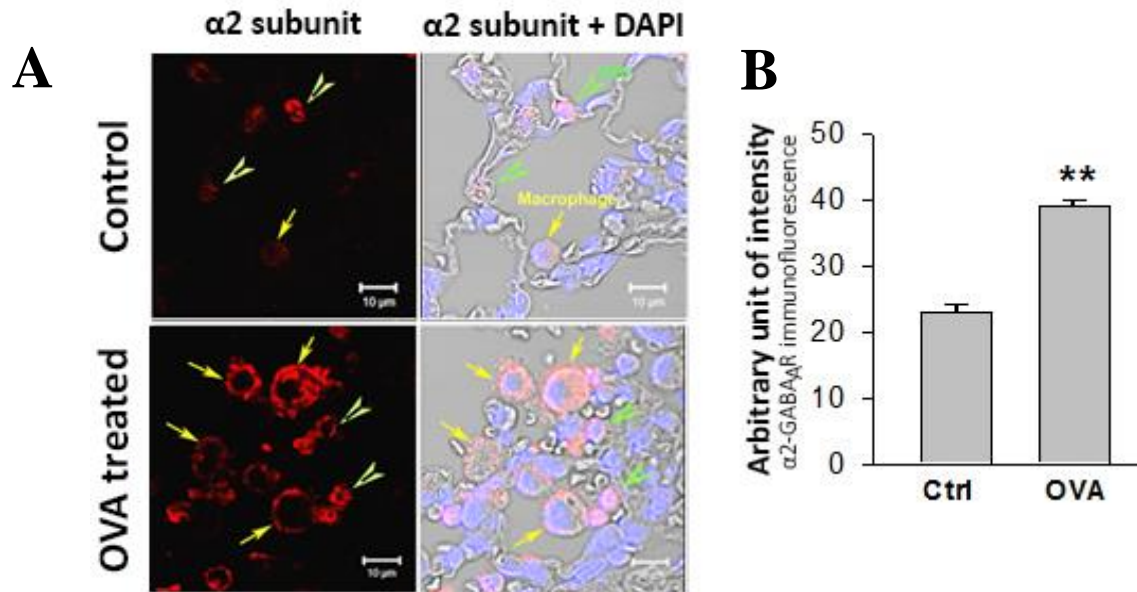 A
α2 subunit
α2 subunit + DAPI
Control
Macrophage
10 µm
10 µm
OVA treated
10 µm
B
Arbitrary unit of intensity
α2-GABAAR immunofluorescence
50
40
30
20
10
0
**
Ctrl
OVA